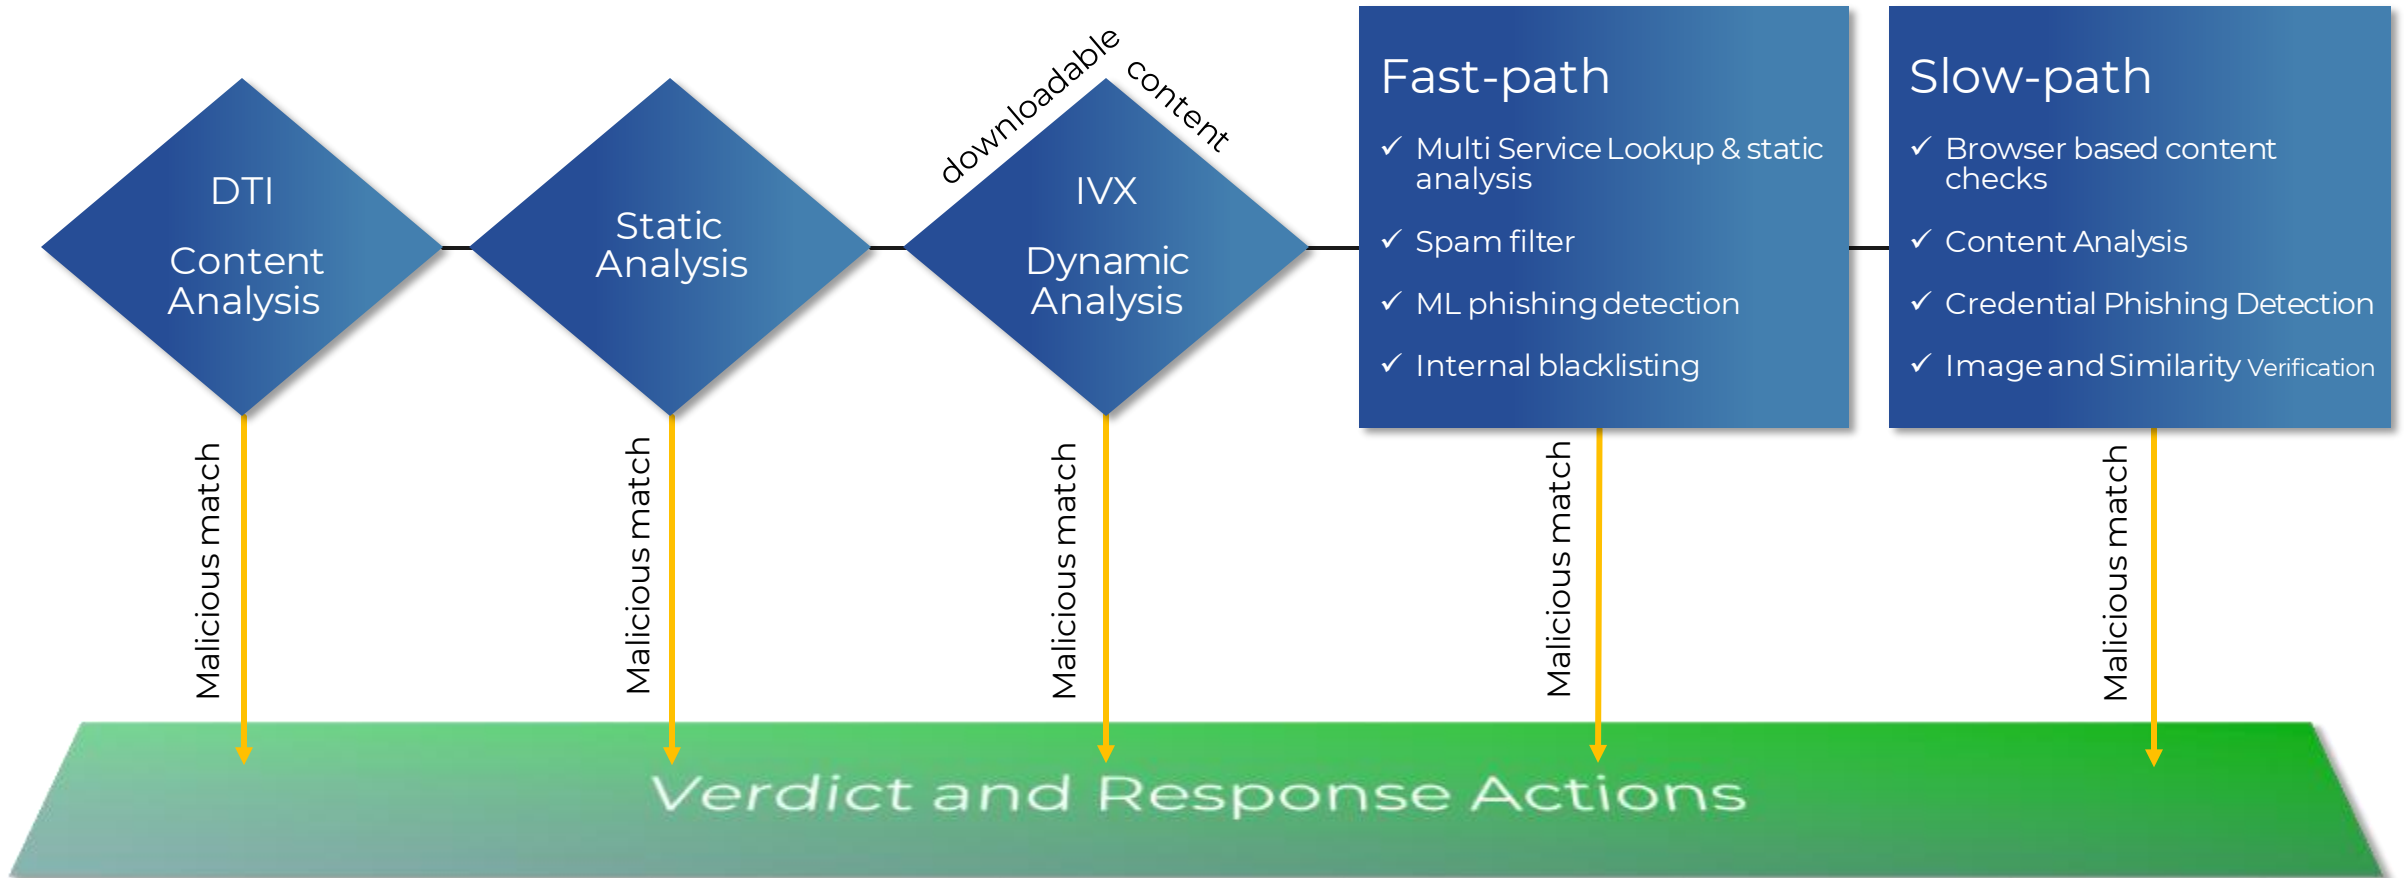 DTI
Content
Analysis
Static
Analysis
downloadable
content
IVX
Dynamic
Analysis
Fast-path
Multi Service Lookup & static
analysis
Spam filter
ML phishing detection
Internal blacklisting
Slow-path
Browser based content
checks
Content Analysis
Credential Phishing Detection
Image and Similarity Verification
Malicious match
Malicious match
Malicious match
Malicious match
Malicious match
Verdict and Response Actions